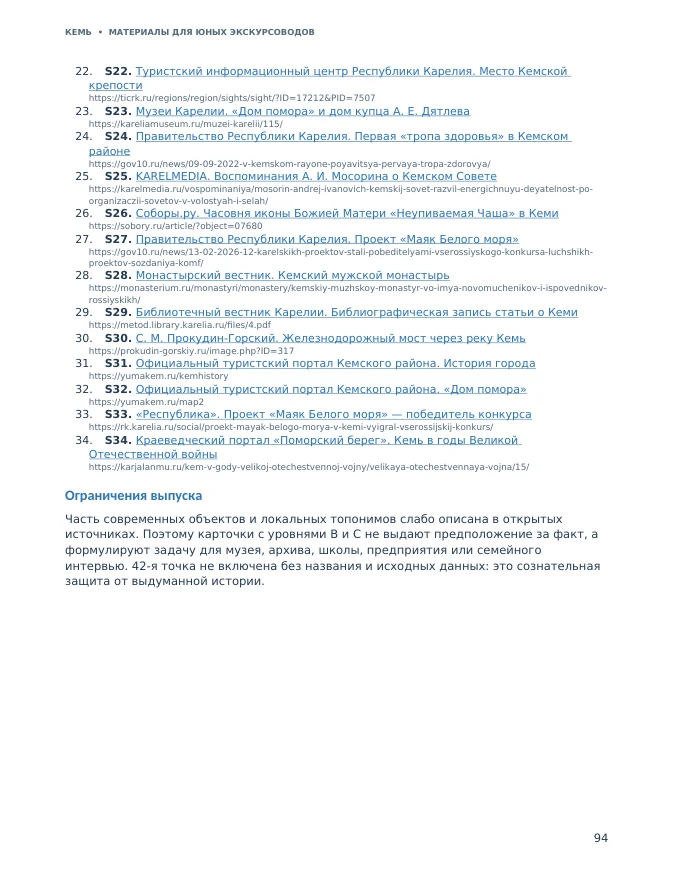 КЕМЬ • МАТЕРИАЛЫ ДЛЯ ЮНЫХ ЭКСКУРСОВОДОВ
22. S22. Туристский информационный центр Республики Карелия. Место Кемской
крепости
https://ticrk.ru/regions/region/sights/sight/?ID=17212&PID=7507
23. S23. Музеи Карелии. «Дом помора» и дом купца А. Е. Дятлева
https://kareliamuseum.ru/muzei-karelii/115/
24. S24. Правительство Республики Карелия. Первая «тропа здоровья» в Кемском
районе
https://gov10.ru/news/09-09-2022-v-kemskom-rayone-poyavitsya-pervaya-tropa-zdorovya/
25. S25. KARELMEDIA. Воспоминания А. И. Мосорина о Кемском Совете
https://karelmedia.ru/vospominaniya/mosorin-andrej-ivanovich-kemskij-sovet-razvil-energichnuyu-deyatelnost-po-
organizaczii-sovetov-v-volostyah-i-selah/
26. S26. Соборы.ру. Часовня иконы Божией Матери «Неупиваемая Чаша» в Кеми
https://sobory.ru/article/?object=07680
27. S27. Правительство Республики Карелия. Проект «Маяк Белого моря»
https://gov10.ru/news/13-02-2026-12-karelskikh-proektov-stali-pobeditelyami-vserossiyskogo-konkursa-luchshikh-
proektov-sozdaniya-komf/
28. S28. Монастырский вестник. Кемский мужской монастырь
https://monasterium.ru/monastyri/monastery/kemskiy-muzhskoy-monastyr-vo-imya-novomuchenikov-i-ispovednikov-
rossiyskikh/
29. S29. Библиотечный вестник Карелии. Библиографическая запись статьи о Кеми
https://metod.library.karelia.ru/files/4.pdf
30. S30. С. М. Прокудин-Горский. Железнодорожный мост через реку Кемь
https://prokudin-gorskiy.ru/image.php?ID=317
31. S31. Официальный туристский портал Кемского района. История города
https://yumakem.ru/kemhistory
32. S32. Официальный туристский портал Кемского района. «Дом помора»
https://yumakem.ru/map2
33. S33. «Республика». Проект «Маяк Белого моря» — победитель конкурса
https://rk.karelia.ru/social/proekt-mayak-belogo-morya-v-kemi-vyigral-vserossijskij-konkurs/
34. S34. Краеведческий портал «Поморский берег». Кемь в годы Великой
Отечественной войны
https://karjalanmu.ru/kem-v-gody-velikoj-otechestvennoj-vojny/velikaya-otechestvennaya-vojna/15/
Ограничения выпуска
Часть современных объектов и локальных топонимов слабо описана в открытых
источниках. Поэтому карточки с уровнями B и C не выдают предположение за факт, а
формулируют задачу для музея, архива, школы, предприятия или семейного
интервью. 42-я точка не включена без названия и исходных данных: это сознательная
защита от выдуманной истории.
94